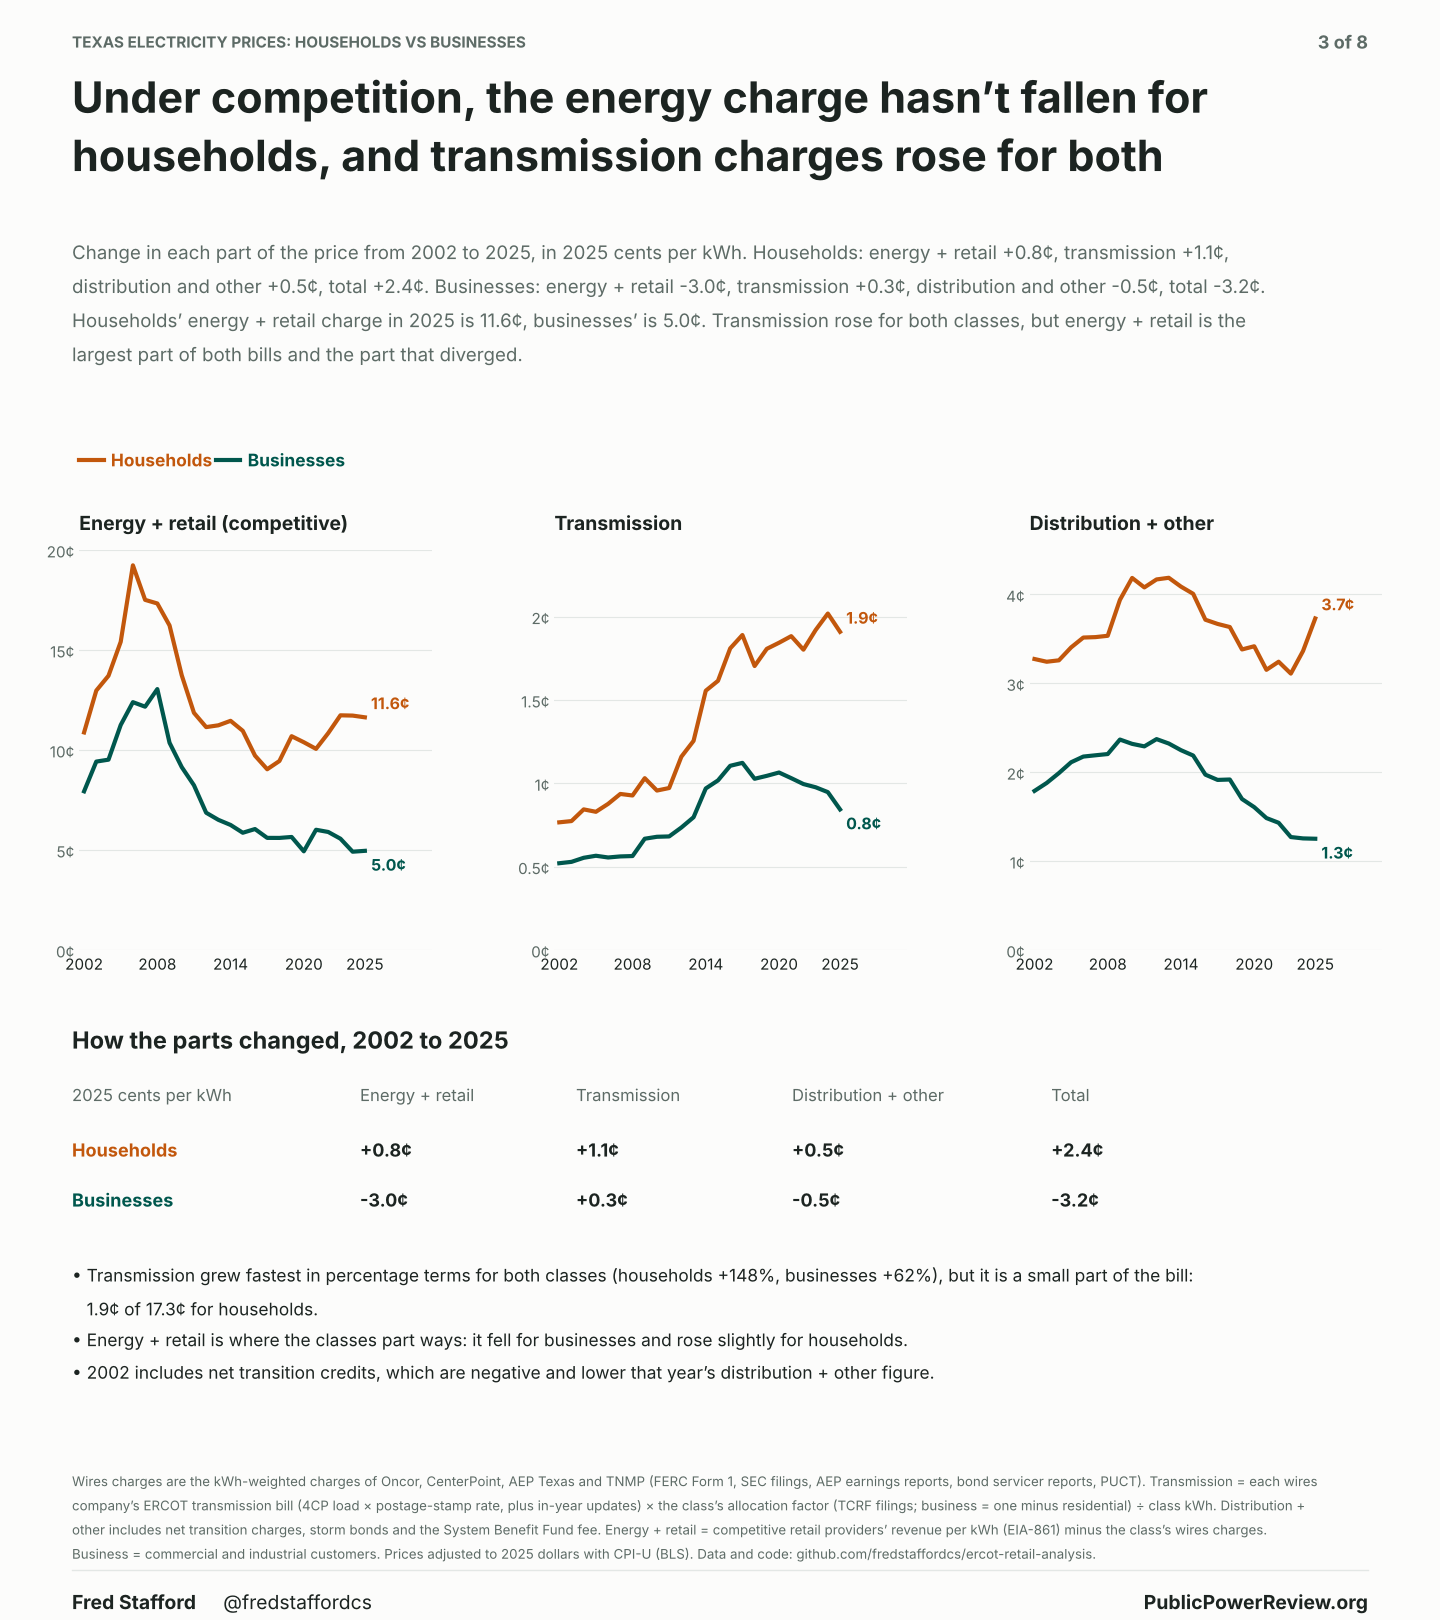 TEXAS ELECTRICITY PRICES: HOUSEHOLDS VS BUSINESSES
3 of 8
Under competition, the energy charge hasn’t fallen for
households, and transmission charges rose for both
Change in each part of the price from 2002 to 2025, in 2025 cents per kWh. Households: energy + retail +0.8¢, transmission +1.1¢,
distribution and other +0.5¢, total +2.4¢. Businesses: energy + retail -3.0¢, transmission +0.3¢, distribution and other -0.5¢, total -3.2¢.
Households’ energy + retail charge in 2025 is 11.6¢, businesses’ is 5.0¢. Transmission rose for both classes, but energy + retail is the
largest part of both bills and the part that diverged.
Households Businesses
Energy + retail (competitive)
20¢
15¢
10¢
5¢
0¢
11.6¢
5.0¢
2002 2008 2014 2020 2025
Transmission
2¢
1.5¢
1¢
0.5¢
0¢
1.9¢
0.8¢
2002 2008 2014 2020 2025
Distribution + other
4¢
3¢
2¢
1¢
0¢
3.7¢
1.3¢
2002 2008 2014 2020 2025
How the parts changed, 2002 to 2025
2025 cents per kWh Energy + retail Transmission Distribution + other Total
Households +0.8¢ +1.1¢ +0.5¢ +2.4¢
Businesses -3.0¢ +0.3¢ -0.5¢ -3.2¢
• Transmission grew fastest in percentage terms for both classes (households +148%, businesses +62%), but it is a small part of the bill:
1.9¢ of 17.3¢ for households.
• Energy + retail is where the classes part ways: it fell for businesses and rose slightly for households.
• 2002 includes net transition credits, which are negative and lower that year’s distribution + other figure.
Wires charges are the kWh-weighted charges of Oncor, CenterPoint, AEP Texas and TNMP (FERC Form 1, SEC filings, AEP earnings reports, bond servicer reports, PUCT). Transmission = each wires
company’s ERCOT transmission bill (4CP load × postage-stamp rate, plus in-year updates) × the class’s allocation factor (TCRF filings; business = one minus residential) ÷ class kWh. Distribution +
other includes net transition charges, storm bonds and the System Benefit Fund fee. Energy + retail = competitive retail providers’ revenue per kWh (EIA-861) minus the class’s wires charges.
Business = commercial and industrial customers. Prices adjusted to 2025 dollars with CPI-U (BLS). Data and code: github.com/fredstaffordcs/ercot-retail-analysis.
Fred Stafford @fredstaffordcs
PublicPowerReview.org